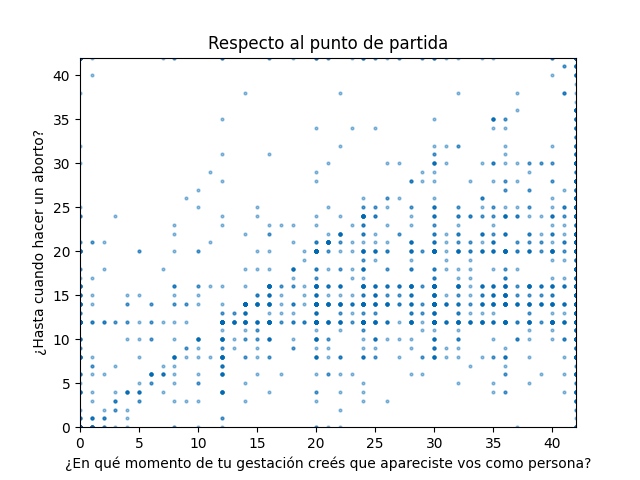 Respecto al punto de partida
¿Hasta cuando hacer un aborto?
40
35
30
25
20
15
10
5
0
0 5 10 15 20 25 30 35 40
¿En qué momento de tu gestación creés que apareciste vos como persona?